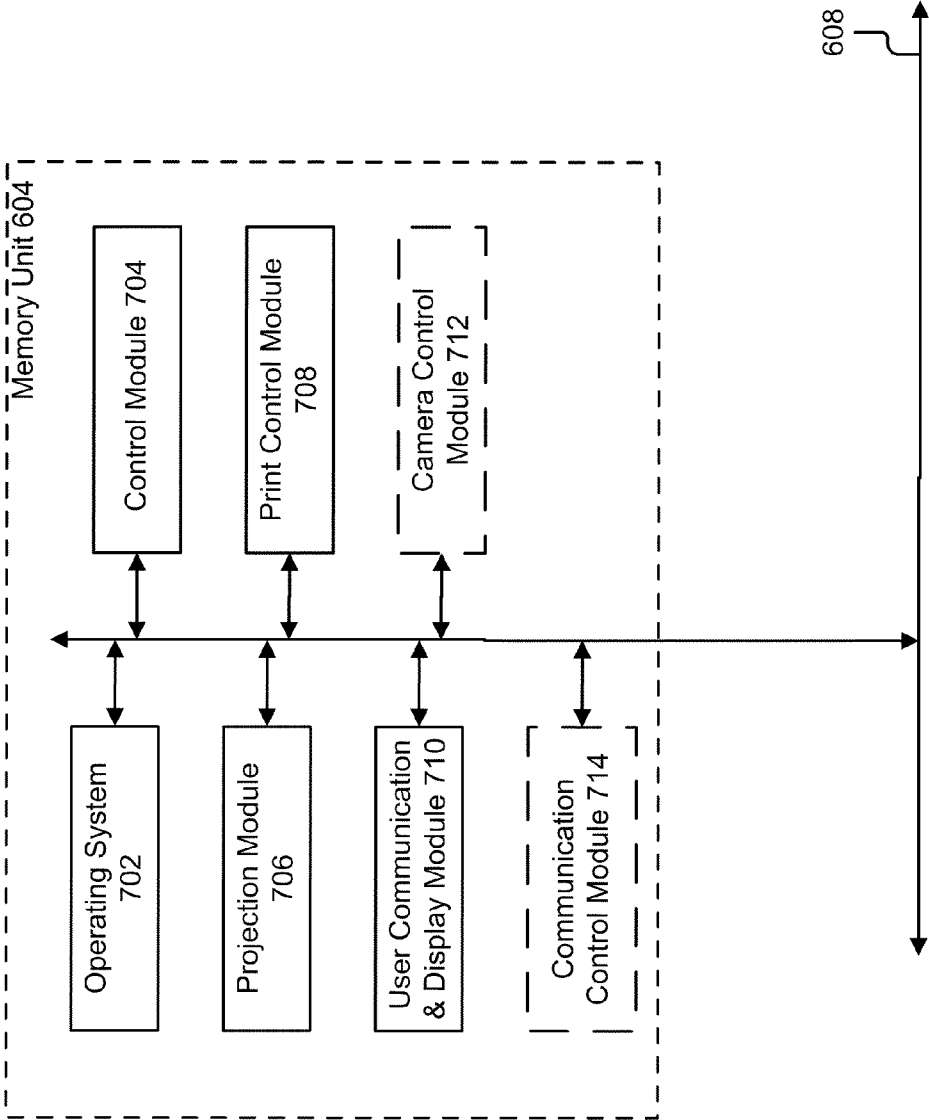 Memory Unit 604
Operating System
702
Control Module 704
Projection Module
706
Print Control Module
708
User Communication
& Display Module 710
Camera Control
Module 712
Communication
Control Module 714
608